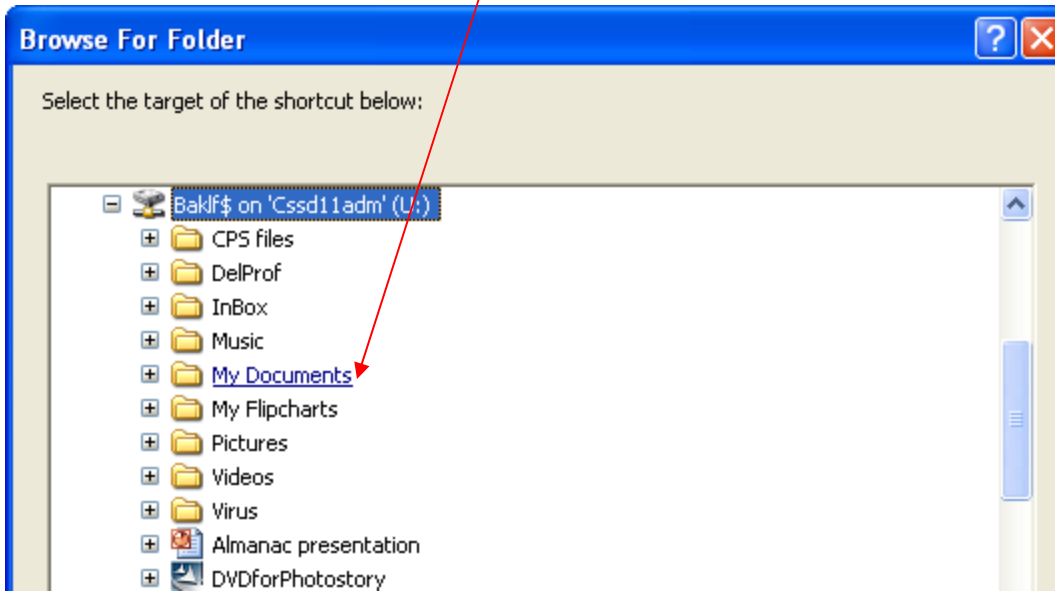 Browse For Folder
Select the target of the shortcut below:
Baklf$ on 'Cssd11adm' (U:)
CPS files
DelProf
InBox
Music
My Documents
My Flipcharts
Pictures
Videos
Virus
Almanac presentation
DVDforPhotostory